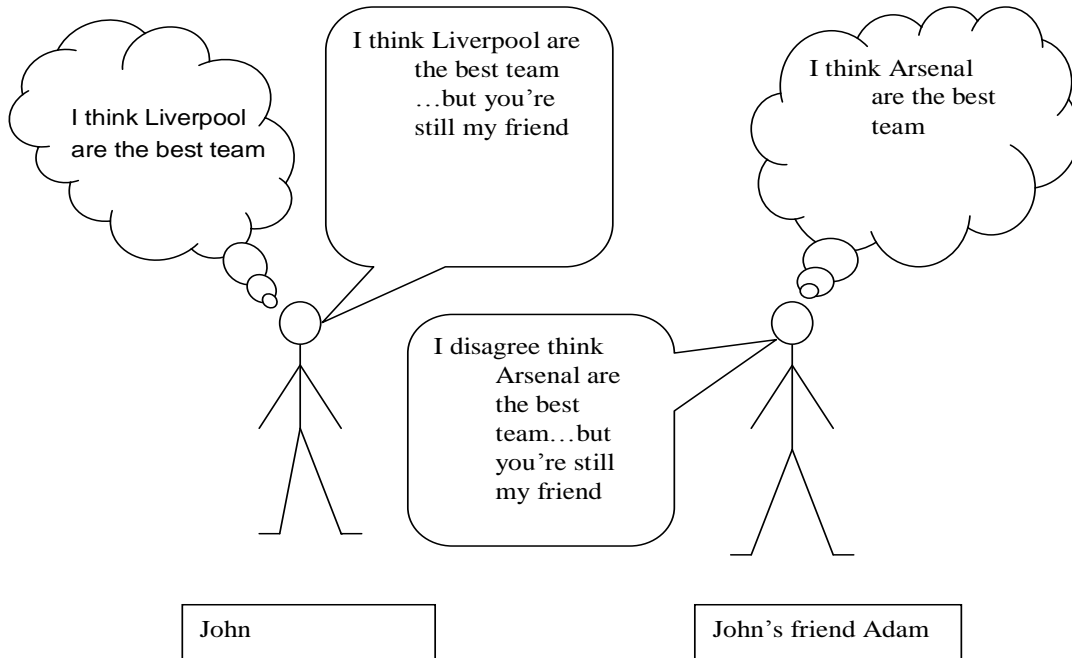 I think Liverpool
are the best team
I think Liverpool are
the best team
…but you’re
still my friend
I think Arsenal
are the best
team
I disagree think
Arsenal are
the best
team…but
you’re still
my friend
John
John’s friend Adam